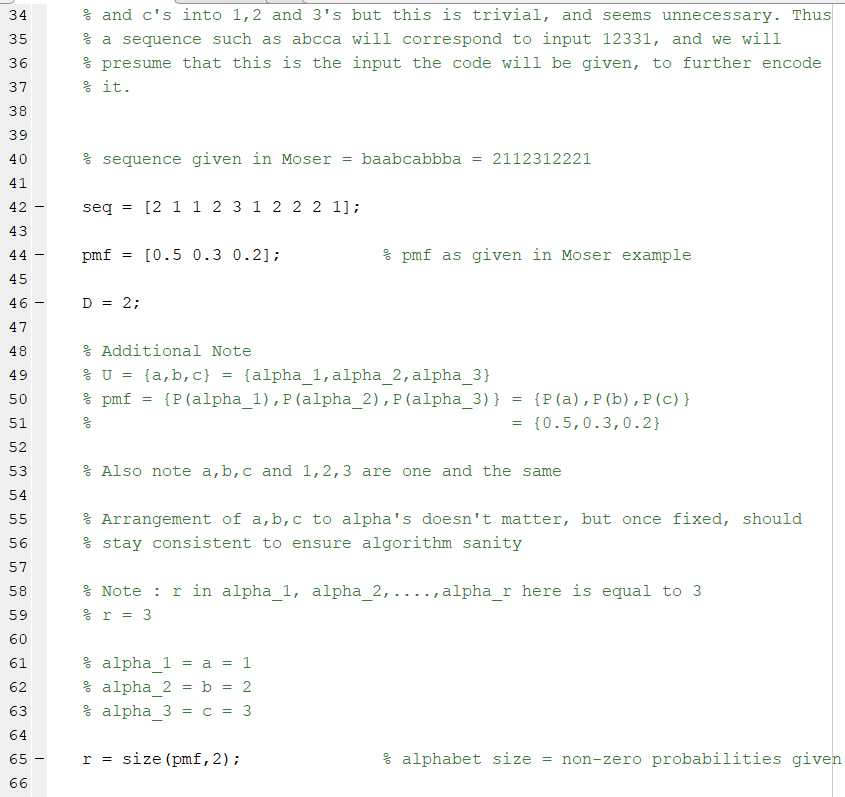 34 % and c's into 1,2 and 3's but this is trivial, and seems unnecessary. Thus
35 % a sequence such as abcca will correspond to input 12331, and we will
36 % presume that this is the input the code will be given, to further encode
37 % it.
38
39
40 % sequence given in Moser = baabcabbba = 2112312221
41
42 – seq = [2 1 1 2 3 1 2 2 2 1];
43
44 – pmf = [0.5 0.3 0.2]; % pmf as given in Moser example
45
46 – D = 2;
47
48 % Additional Note
49 % U = {a,b,c} = {alpha_1,alpha_2,alpha_3}
50 % pmf = {P(alpha_1),P(alpha_2),P(alpha_3)} = {P(a),P(b),P(c)}
51 % = {0.5,0.3,0.2}
52
53 % Also note a,b,c and 1,2,3 are one and the same
54
55 % Arrangement of a,b,c to alpha's doesn't matter, but once fixed, should
56 % stay consistent to ensure algorithm sanity
57
58 % Note : r in alpha_1, alpha_2,....,alpha_r here is equal to 3
59 % r = 3
60
61 % alpha_1 = a = 1
62 % alpha_2 = b = 2
63 % alpha_3 = c = 3
64
65 – r = size(pmf,2); % alphabet size = non-zero probabilities given
66